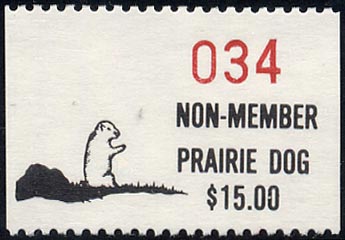 034
NON-MEMBER
PRAIRIE DOG
$15.00